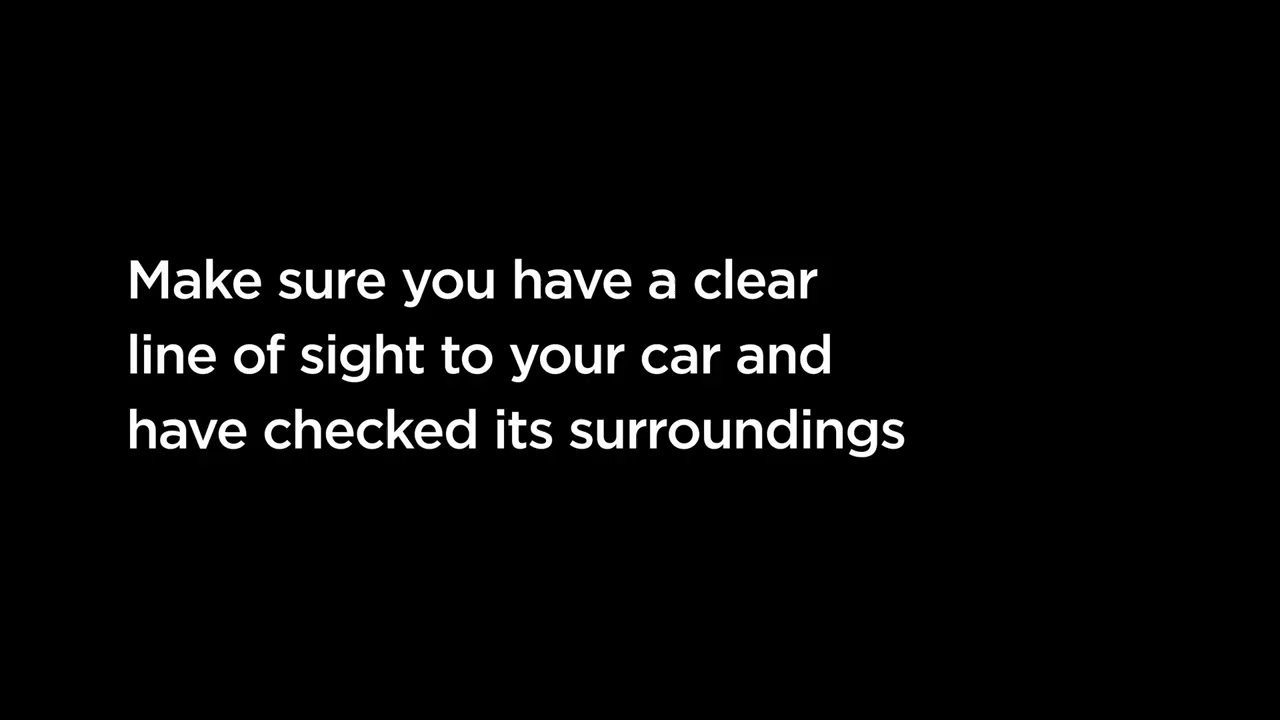 Make sure you have a clear
line of sight to your car and
have checked its surroundings